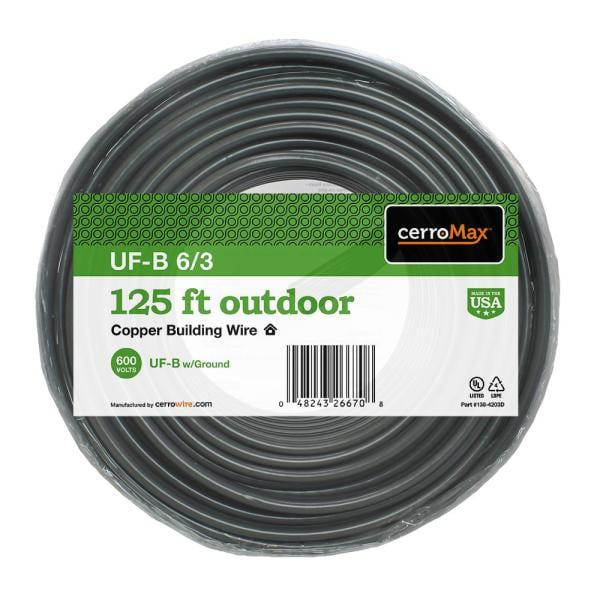 cerroMax
UF-B 6/3
MADE IN THE
USA
125 ft outdoor
Copper Building Wire
600
VOLTS
UF-B w/Ground
UL
LISTED
4
LDPE
Manufactured by cerrowire.com
0 48243 26670 8
Part #138-4203D